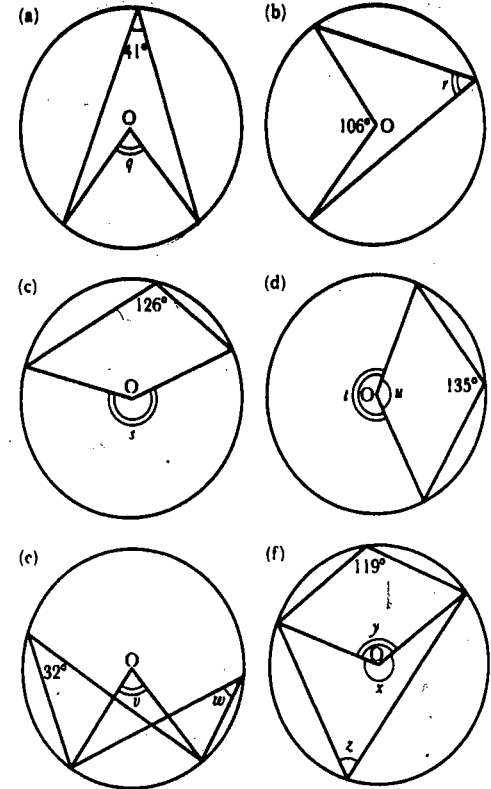 (a) (b)
41°
O
q
r
106° O
(c) (d)
126°
O
s
t O u
135°
(e) (f)
32°
O
v
w
119°
y
O
x
z